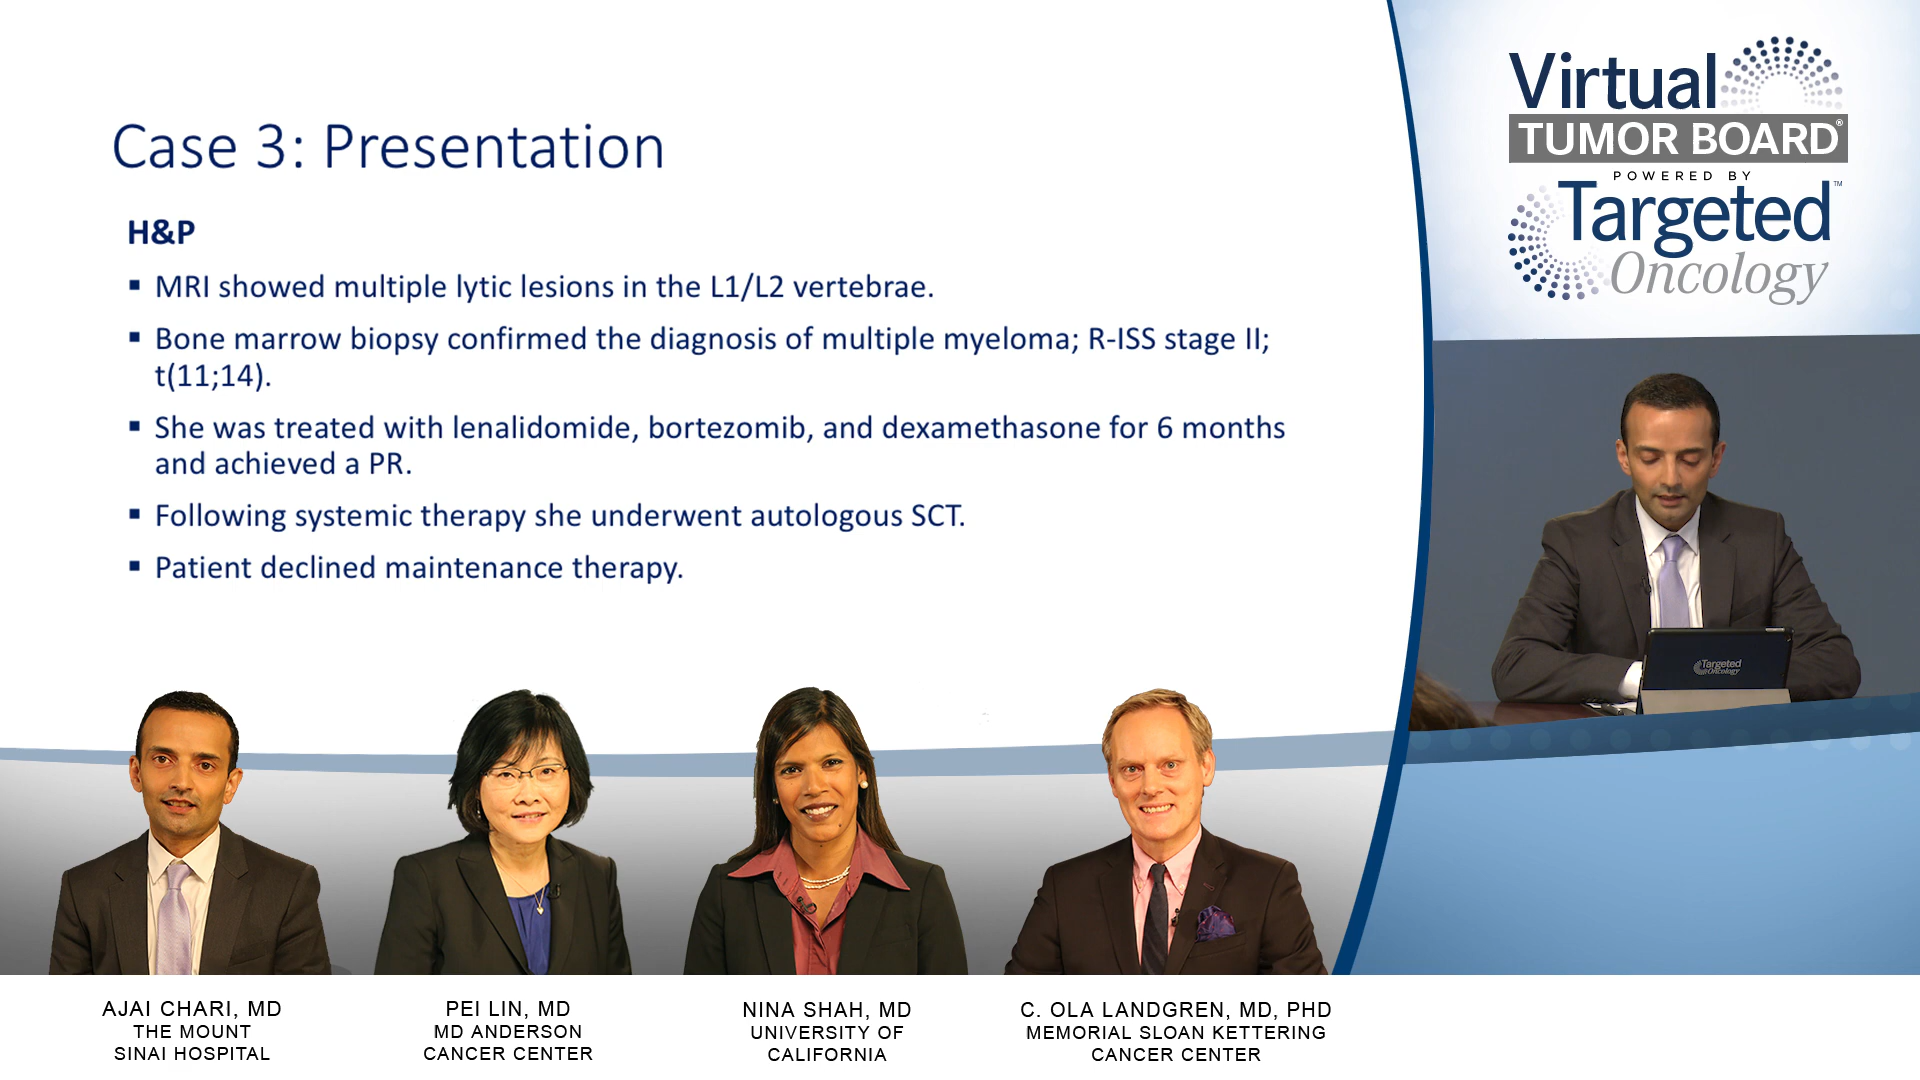 Case 3: Presentation
H&P
▪ MRI showed multiple lytic lesions in the L1/L2 vertebrae.
▪ Bone marrow biopsy confirmed the diagnosis of multiple myeloma; R-ISS stage II;
t(11;14).
▪ She was treated with lenalidomide, bortezomib, and dexamethasone for 6 months
and achieved a PR.
▪ Following systemic therapy she underwent autologous SCT.
▪ Patient declined maintenance therapy.
Virtual
TUMOR BOARD®
POWERED BY
Targeted™
Oncology
Targeted
Oncology
AJAI CHARI, MD
THE MOUNT
SINAI HOSPITAL
PEI LIN, MD
MD ANDERSON
CANCER CENTER
NINA SHAH, MD
UNIVERSITY OF
CALIFORNIA
C. OLA LANDGREN, MD, PHD
MEMORIAL SLOAN KETTERING
CANCER CENTER